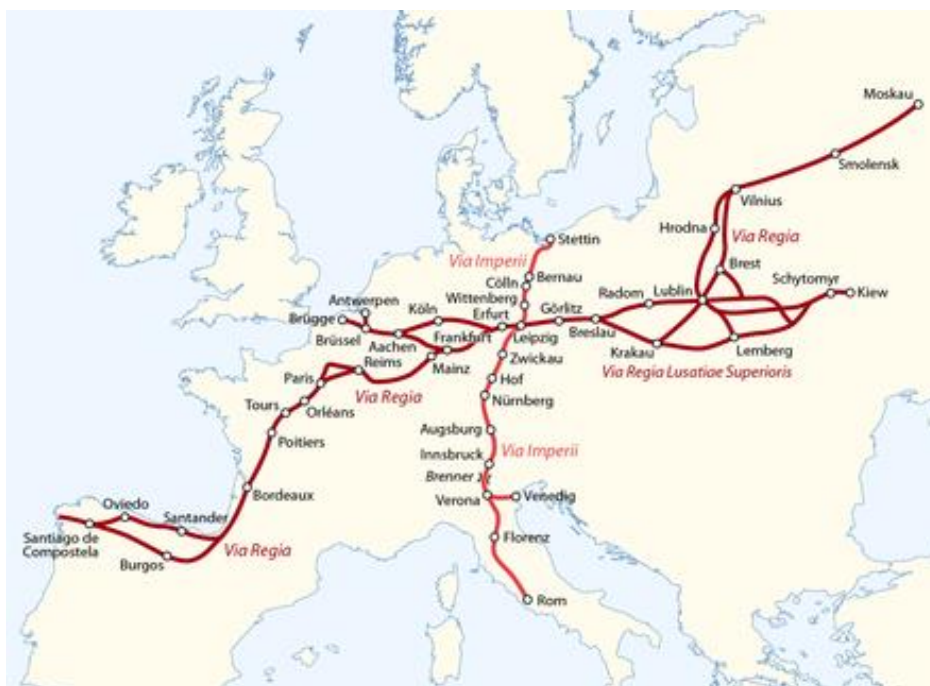 Moskau
Smolensk
Vilnius
Hrodna
Via Regia
Stettin
Via Imperii
Brest
Bernau
Schytomyr
Cölln
Lublin
Kiew
Radom
Antwerpen
Wittenberg
Köln
Görlitz
Erfurt
Brügge
Breslau
Leipzig
Brüssel
Frankfurt
Aachen
Krakau
Lemberg
Zwickau
Reims
Mainz
Via Regia Lusatiae Superioris
Paris
Hof
Via Regia
Nürnberg
Tours
Orléans
Augsburg
Poitiers
Via Imperii
Innsbruck
Brenner
Bordeaux
Verona
Venedig
Oviedo
Santander
Florenz
Santiago de
Compostela
Via Regia
Burgos
Rom